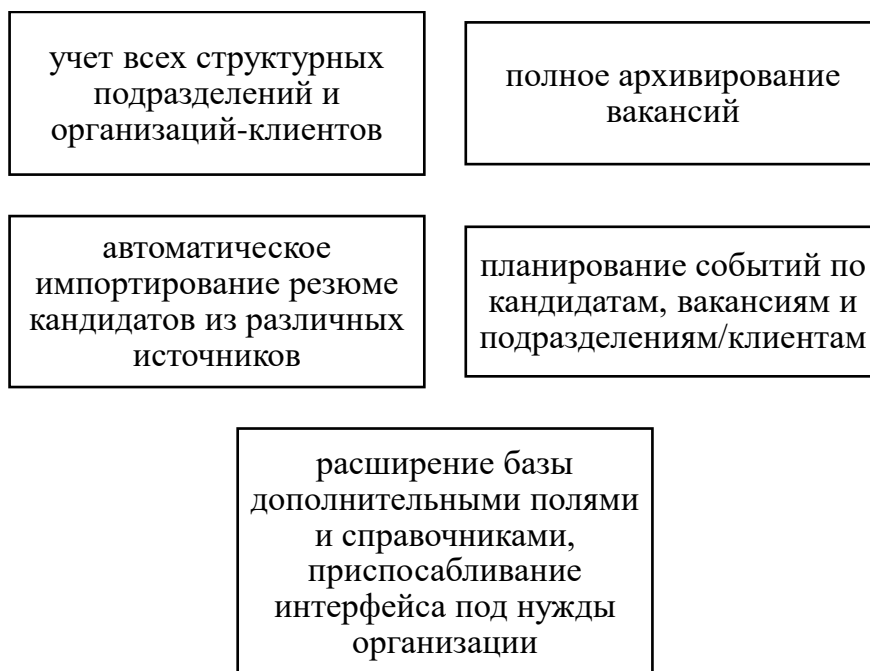 учет всех структурных
подразделений и
организаций-клиентов
полное архивирование
вакансий
автоматическое
импортирование резюме
кандидатов из различных
источников
планирование событий по
кандидатам, вакансиям и
подразделениям/клиентам
расширение базы
дополнительными полями
и справочниками,
приспосабливание
интерфейса под нужды
организации